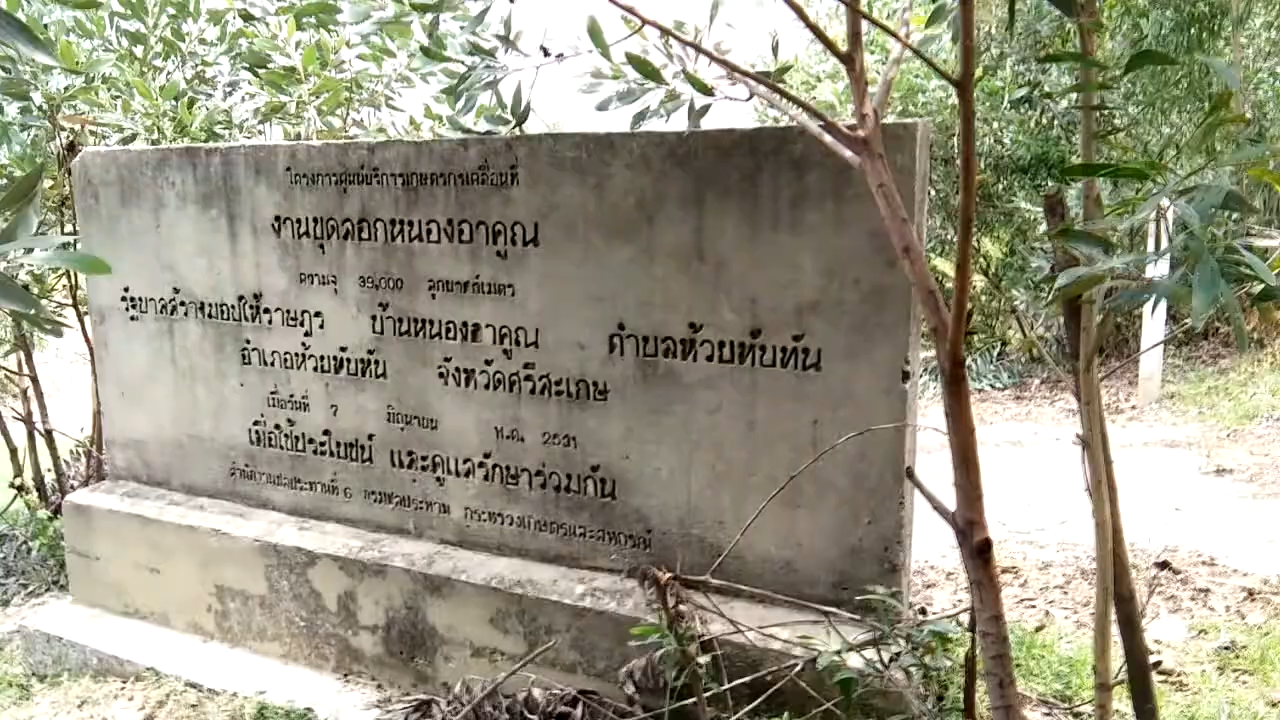 โครงการศูนย์บริการเกษตรกรเคลื่อนที่
งานขุดลอกหนองอาคูณ
ความจุ 39,000 ลูกบาศก์เมตร
รัฐบาลสร้างมอบให้ราษฎร บ้านหนองอาคูณ ตำบลห้วยทับทัน
อำเภอห้วยทับทัน จังหวัดศรีสะเกษ
เมื่อวันที่ 7 มิถุนายน พ.ศ. 2531
เพื่อใช้ประโยชน์ และดูแลรักษาร่วมกัน
สำนักงานชลประทานที่ 6 กรมชลประทาน กระทรวงเกษตรและสหกรณ์